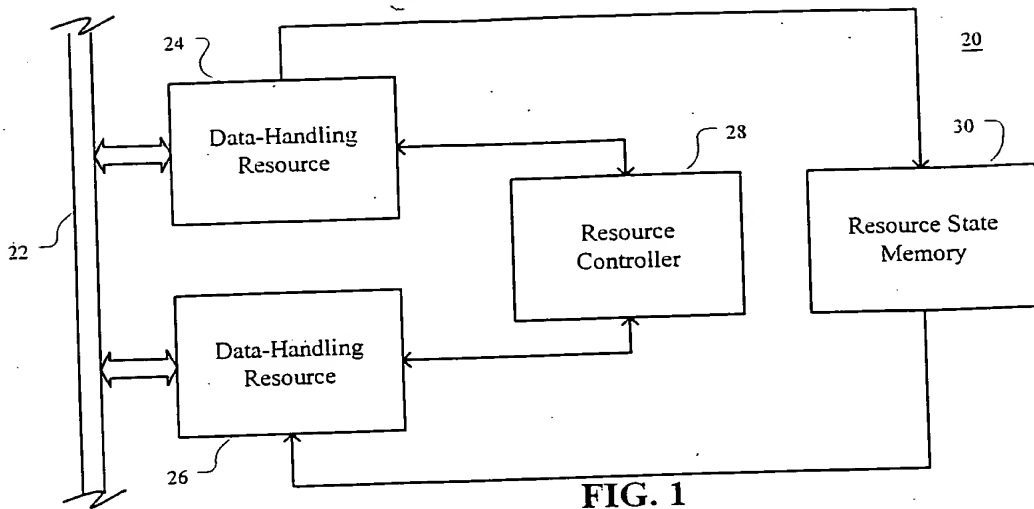 20
24
Data-Handling
Resource
28
30
Resource
Controller
Resource State
Memory
22
Data-Handling
Resource
26
FIG. 1